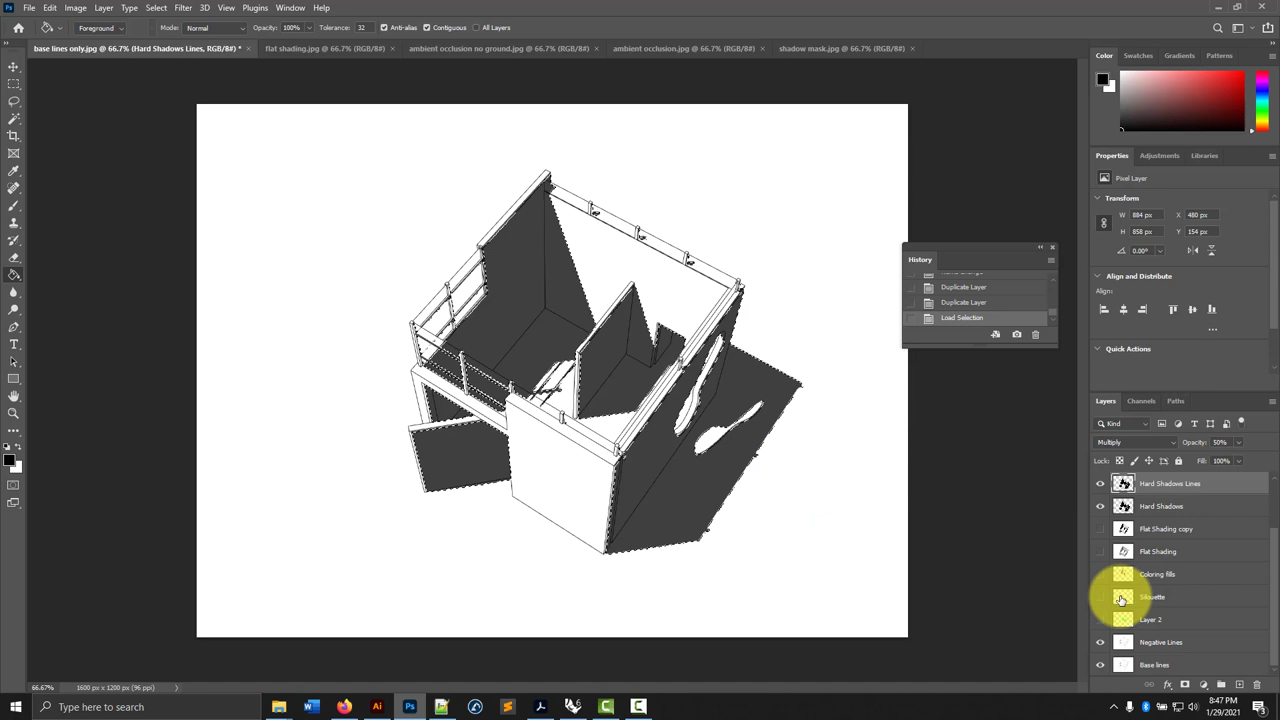 Ps File Edit Image Layer Type Select Filter 3D View Plugins Window Help
Foreground Mode: Normal Opacity: 100% Tolerance: 32 Anti-alias Contiguous All Layers
base lines only.jpg @ 66.7% (Hard Shadows Lines, RGB/8#) * × flat shading.jpg @ 66.7% (RGB/8#) × ambient occlusion no ground.jpg @ 66.7% (RGB/8#) × ambient occlusion.jpg @ 66.7% (RGB/8#) × shadow mask.jpg @ 66.7% (RGB/8#) ×
Color Swatches Gradients Patterns
Properties Adjustments Libraries
Pixel Layer
Transform
W 884 px X 480 px
H 858 px Y 154 px
0.00°
Align and Distribute
Align:
Quick Actions
History
Duplicate Layer
Duplicate Layer
Load Selection
Layers Channels Paths
Kind
Multiply Opacity: 50%
Lock: Fill: 100%
Hard Shadows Lines
Hard Shadows
Flat Shading copy
Flat Shading
Coloring fills
Silouette
Layer 2
Negative Lines
Base lines
66.67% 1600 px x 1200 px (96 ppi)
Type here to search
8:47 PM
1/29/2021